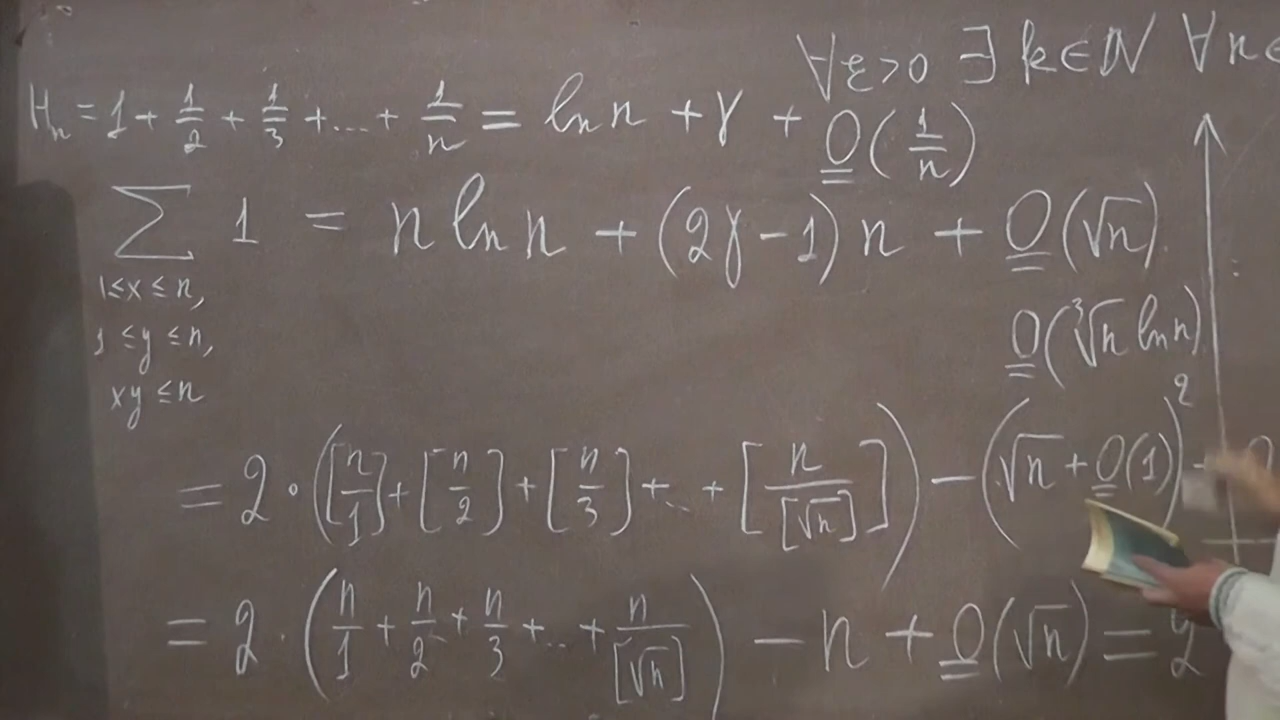 ∀ε>0 ∃ k∈ℕ ∀n∈
H_n = 1 + 1/2 + 1/3 + ... + 1/n = ln n + γ + O(1/n)
∑ 1 = n ln n + (2γ-1) n + O(√n)
1≤x≤n,
1≤y≤n,
xy≤n
O(∛n ln n)
= 2·([n/1] + [n/2] + [n/3] + ... + [n/[√n]]) - (√n + O(1))²
= 2·(n/1 + n/2 + n/3 + ... + n/[√n]) - n + O(√n) = 2